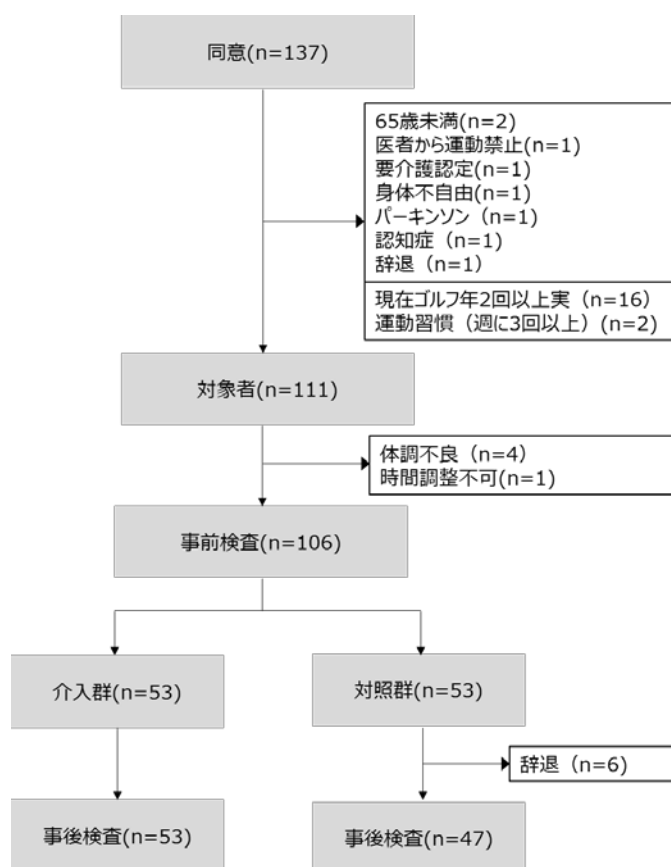 同意(n=137)
65歳未満(n=2)
医者から運動禁止(n=1)
要介護認定(n=1)
身体不自由(n=1)
パーキンソン（n=1)
認知症（n=1)
辞退（n=1）
現在ゴルフ年2回以上実（n=16)
運動習慣（週に3回以上）(n=2)
対象者(n=111)
体調不良（n=4）
時間調整不可(n=1)
事前検査(n=106)
介入群(n=53)
対照群(n=53)
辞退（n=6）
事後検査(n=53)
事後検査(n=47)